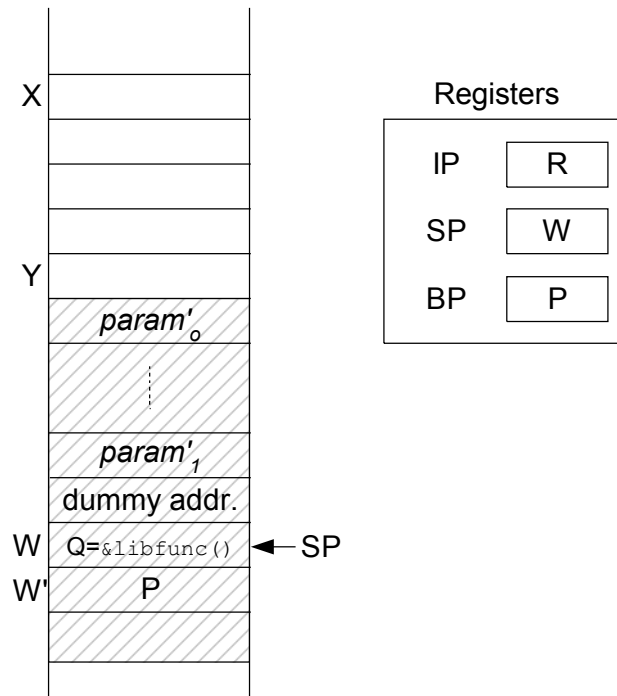 X
Y
param'o
param'1
dummy addr.
W Q=&libfunc() SP
W' P
Registers
IP R
SP W
BP P